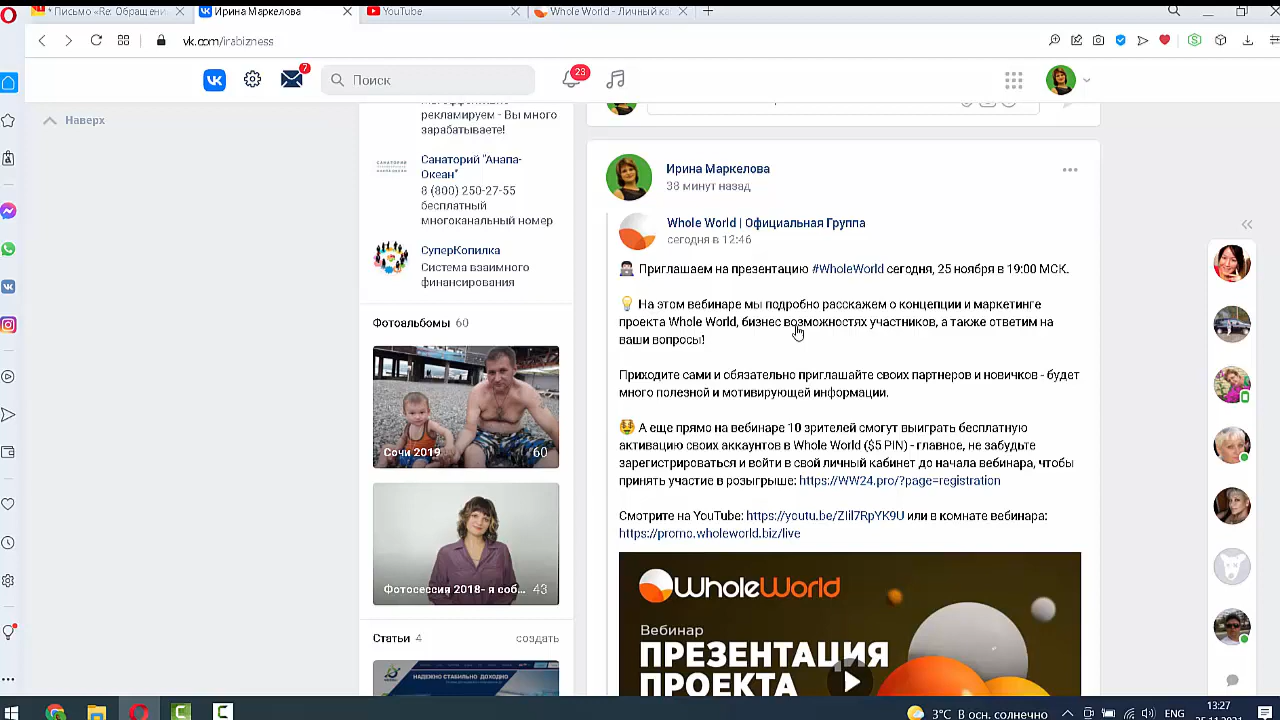 * Письмо «Re: Обращени
Ирина Маркелова
YouTube
Whole World - Личный ка
vk.com/irabizness
7
Поиск
23
Наверх
рекламируем - Вы много
зарабатываете!
Санаторий "Анапа-
Океан"
8 (800) 250-27-55
бесплатный
многоканальный номер
СуперКопилка
Система взаимного
финансирования
Фотоальбомы 60
Сочи 2019 60
Фотосессия 2018- я соб... 43
Статьи 4 создать
НАДЕЖНО СТАБИЛЬНО ДОХОДНО
Ирина Маркелова
38 минут назад
Whole World | Официальная Группа
сегодня в 12:46
Приглашаем на презентацию #WholeWorld сегодня, 25 ноября в 19:00 МСК.
На этом вебинаре мы подробно расскажем о концепции и маркетинге
проекта Whole World, бизнес возможностях участников, а также ответим на
ваши вопросы!
Приходите сами и обязательно приглашайте своих партнеров и новичков - будет
много полезной и мотивирующей информации.
А еще прямо на вебинаре 10 зрителей смогут выиграть бесплатную
активацию своих аккаунтов в Whole World ($5 PIN) - главное, не забудьте
зарегистрироваться и войти в свой личный кабинет до начала вебинара, чтобы
принять участие в розыгрыше: https://WW24.pro/?page=registration
Смотрите на YouTube: https://youtu.be/ZIil7RpYK9U или в комнате вебинара:
https://promo.wholeworld.biz/live
WholeWorld
Вебинар
ПРЕЗЕНТАЦИЯ
ПРОЕКТА
3°C В осн. солнечно
ENG
13:27